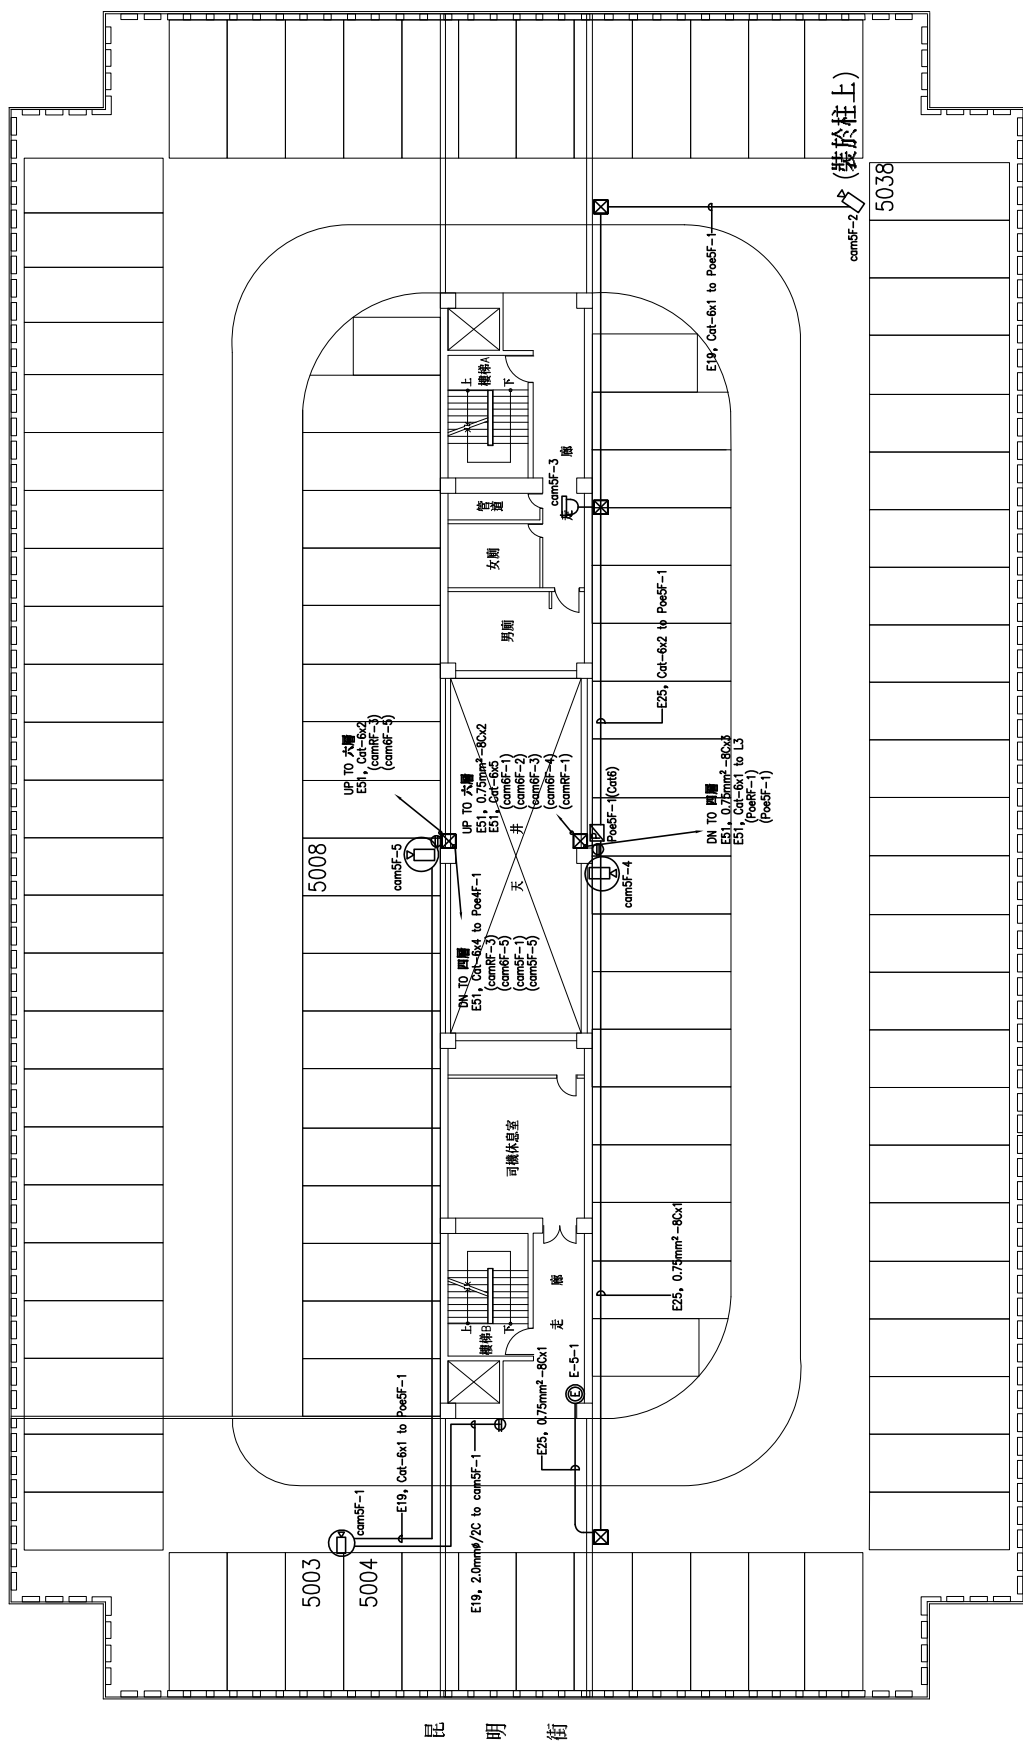 (裝於柱上)
5038
cam5F-2
E19, Cat-6x1 to Poe5F-1
上
樓梯A
下
cam5F-3
走
廊
管道
女廁
男廁
E25, Cat-6x2 to Poe5F-1
UP TO 六層
E51, Cat-6x2
(camRF-3)
(cam6F-5)
UP TO 六層
E51, 0.75mm²-8Cx2
E51, Cat-6x5
(cam6F-1)
(cam6F-2)
(cam6F-3)
(cam6F-4)
(camRF-1)
5008
cam5F-5
天
井
P
Poe5F-1(Cat6)
DN TO 四層
E51, 0.75mm²-8Cx3
E51, Cat-6x1 to L3
(PoeRF-1)
(Poe5F-1)
cam5F-4
DN TO 四層
E51, Cat-6x4 to Poe4F-1
(camRF-3)
(cam6F-5)
(cam5F-1)
(cam5F-5)
司機休息室
E25, 0.75mm²-8Cx1
上
樓梯B
下
走
廊
E
E-5-1
E25, 0.75mm²-8Cx1
E19, Cat-6x1 to Poe5F-1
E19, 2.0mmø/2C to cam5F-1
cam5F-1
5003
5004
昆明街